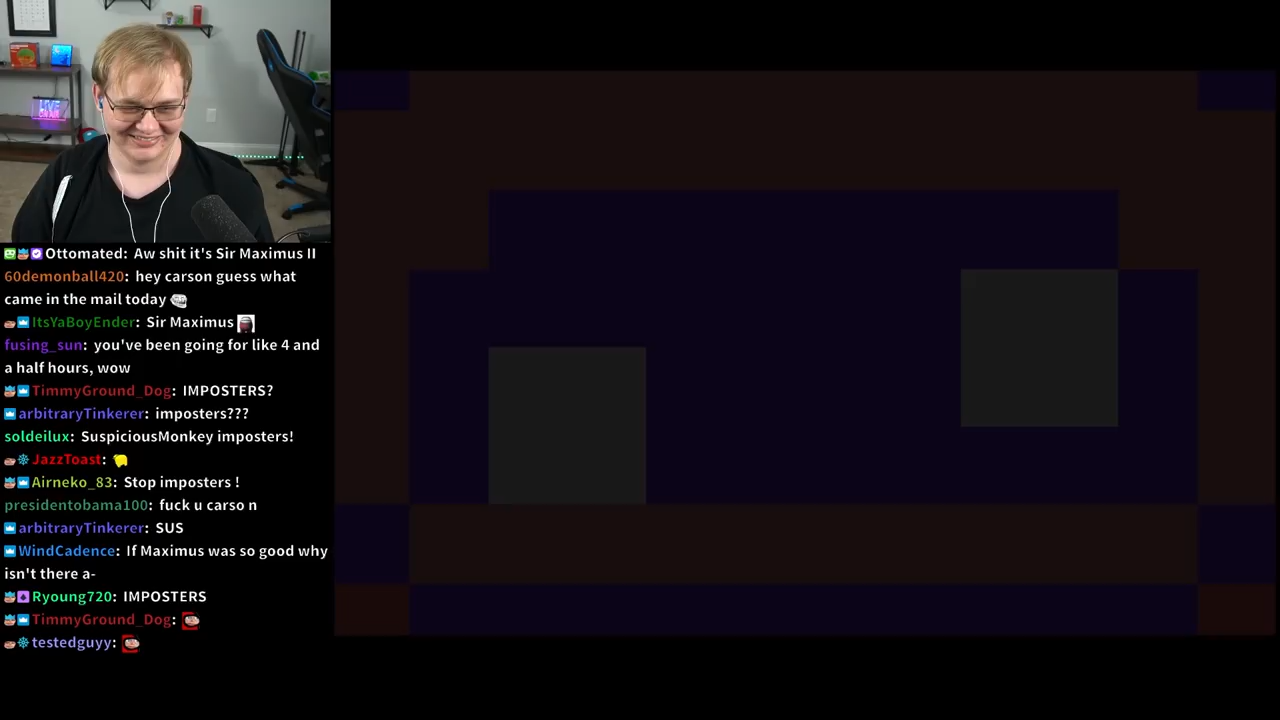 LIVE
ON AIR
Ottomated: Aw shit it's Sir Maximus II
60demonball420: hey carson guess what
came in the mail today
ItsYaBoyEnder: Sir Maximus
fusing_sun: you've been going for like 4 and
a half hours, wow
TimmyGround_Dog: IMPOSTERS?
arbitraryTinkerer: imposters???
soldeilux: SuspiciousMonkey imposters!
JazzToast:
Airneko_83: Stop imposters !
presidentobama100: fuck u carso n
arbitraryTinkerer: SUS
WindCadence: If Maximus was so good why
isn't there a-
Ryoung720: IMPOSTERS
TimmyGround_Dog:
testedguyy: